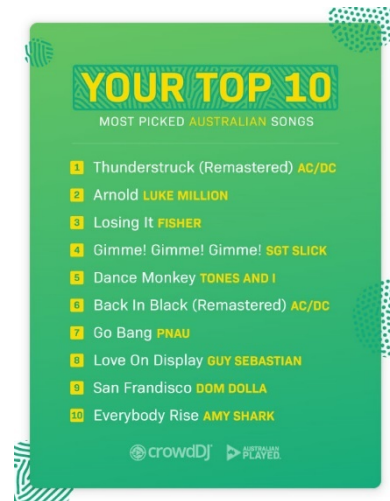 YOUR TOP 10
MOST PICKED AUSTRALIAN SONGS
1 Thunderstruck (Remastered) AC/DC
2 Arnold LUKE MILLION
3 Losing It FISHER
4 Gimme! Gimme! Gimme! SGT SLICK
5 Dance Monkey TONES AND I
6 Back In Black (Remastered) AC/DC
7 Go Bang PNAU
8 Love On Display GUY SEBASTIAN
9 San Frandisco DOM DOLLA
10 Everybody Rise AMY SHARK
crowdDJ AUSTRALIAN
PLAYED